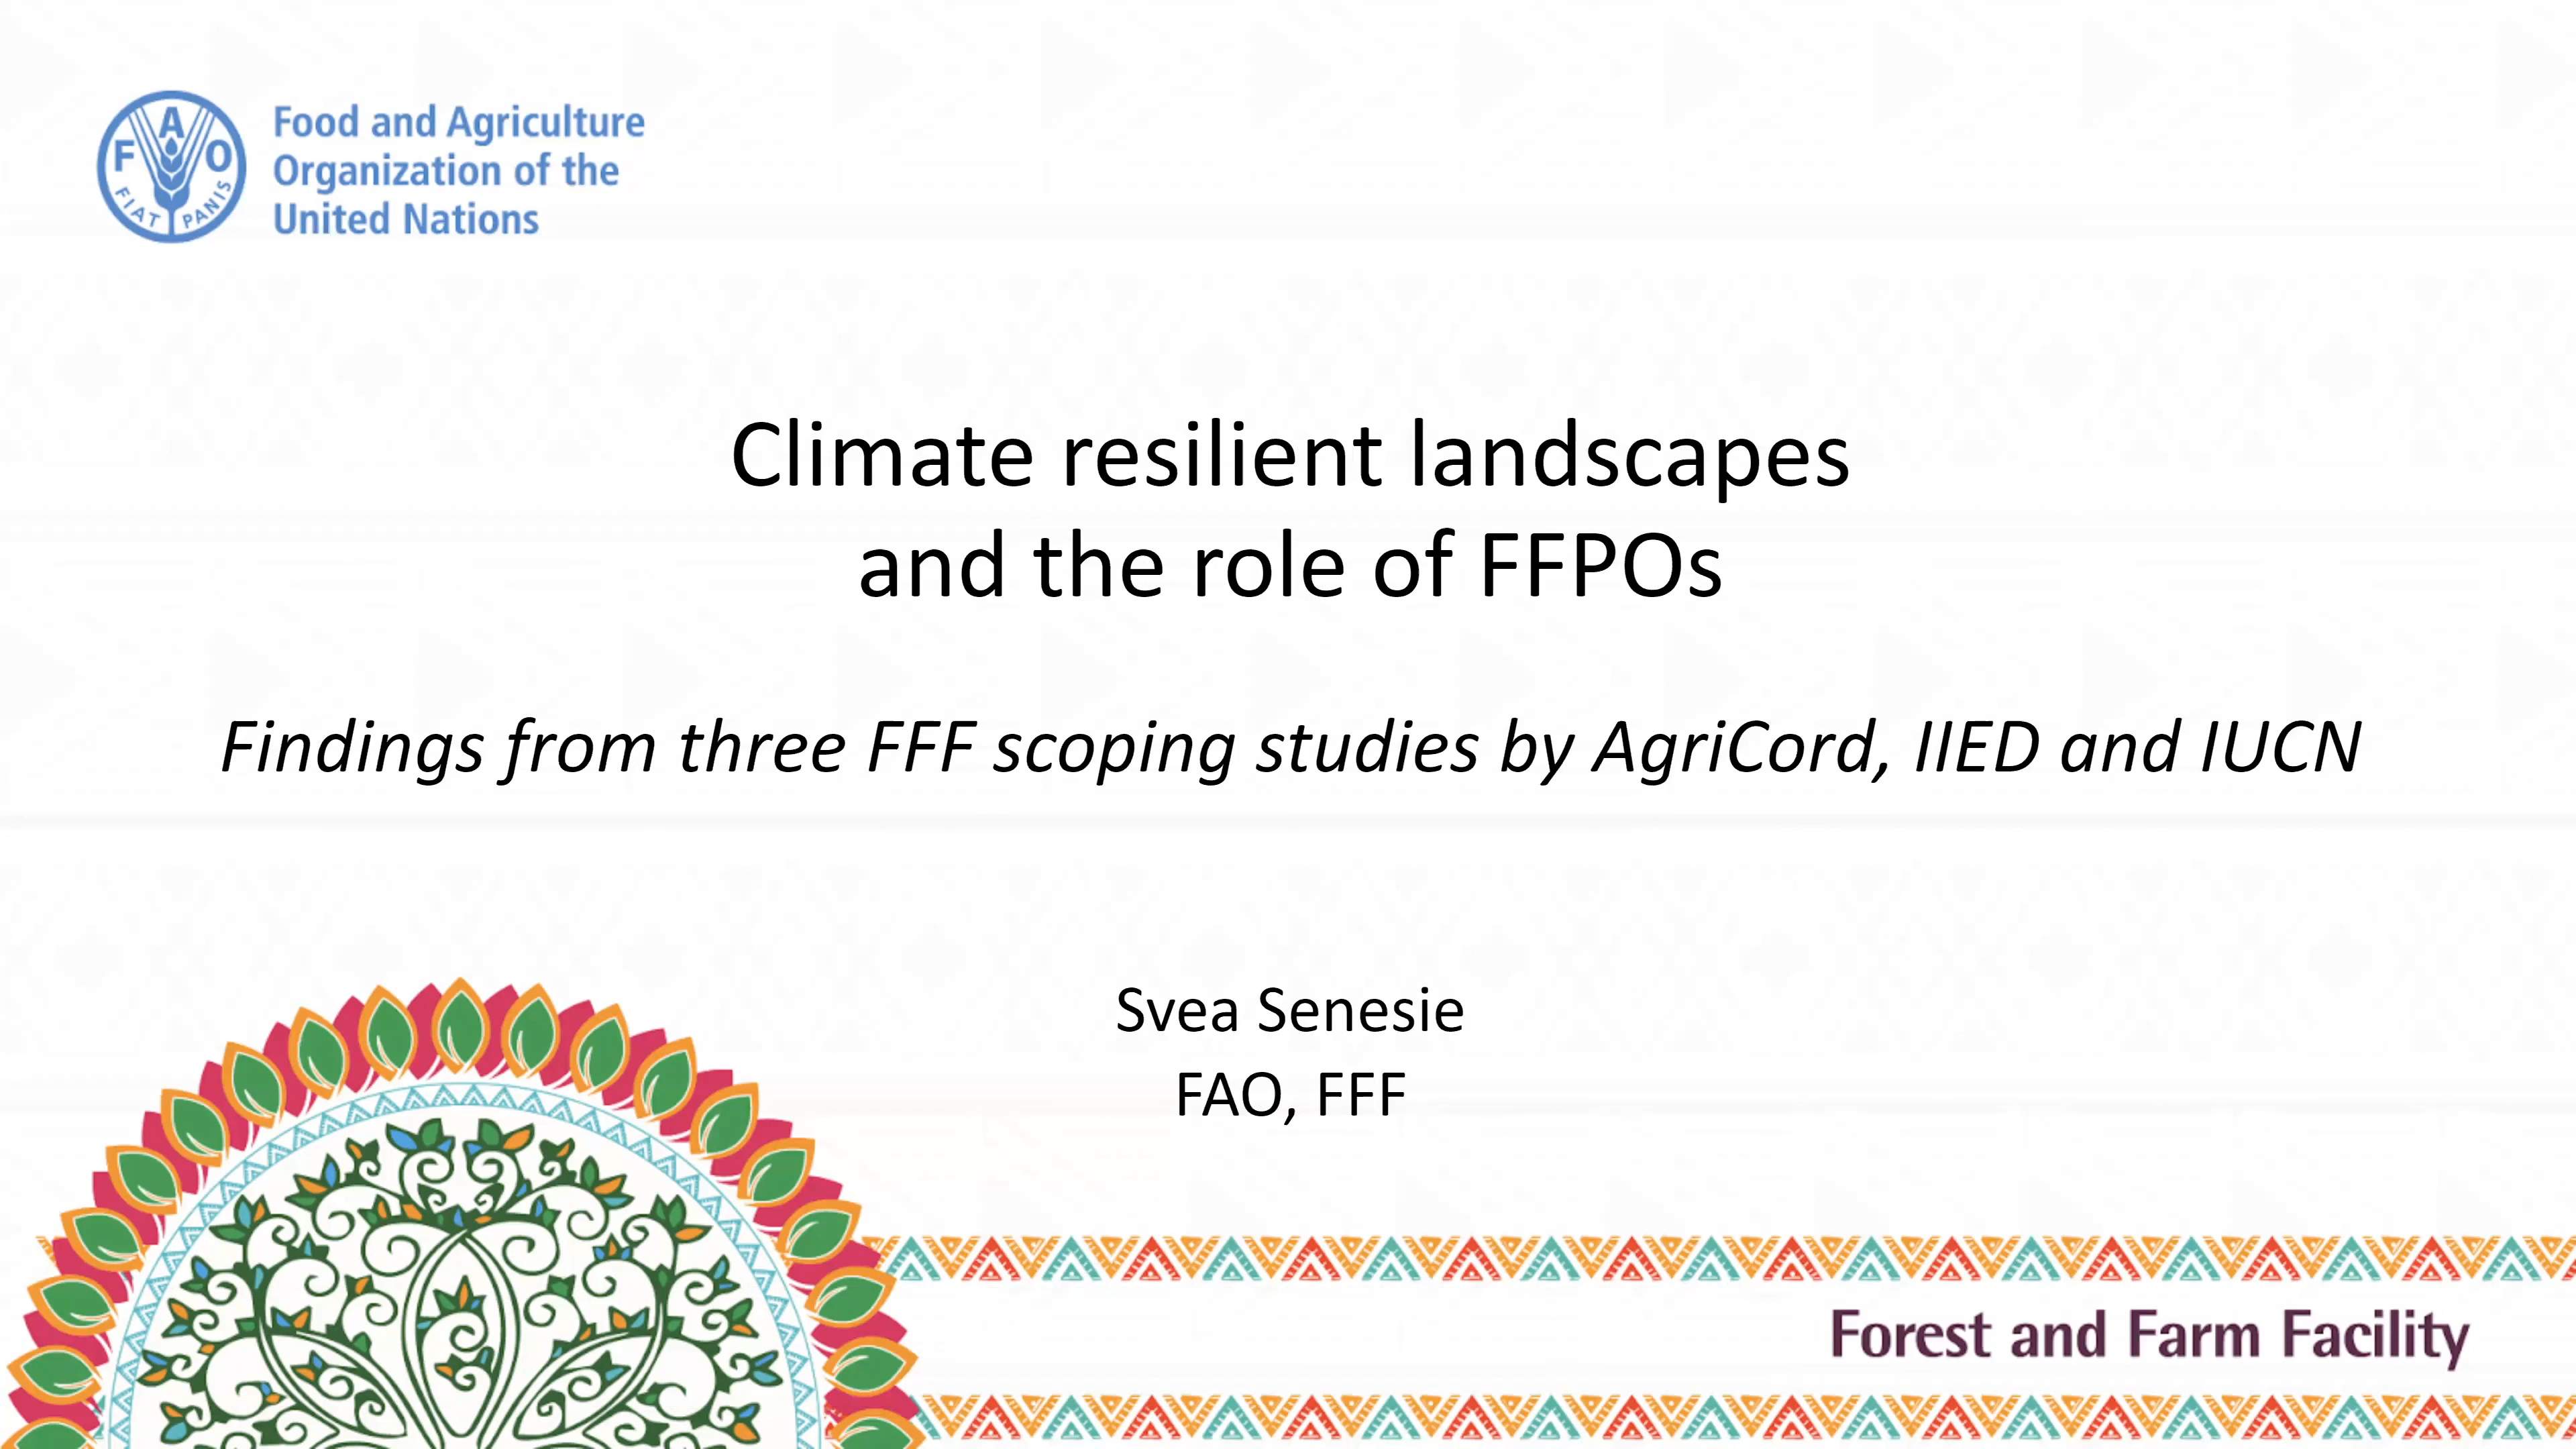 FAO
FIAT PANIS
Food and Agriculture
Organization of the
United Nations
Climate resilient landscapes
and the role of FFPOs
Findings from three FFF scoping studies by AgriCord, IIED and IUCN
Svea Senesie
FAO, FFF
Forest and Farm Facility